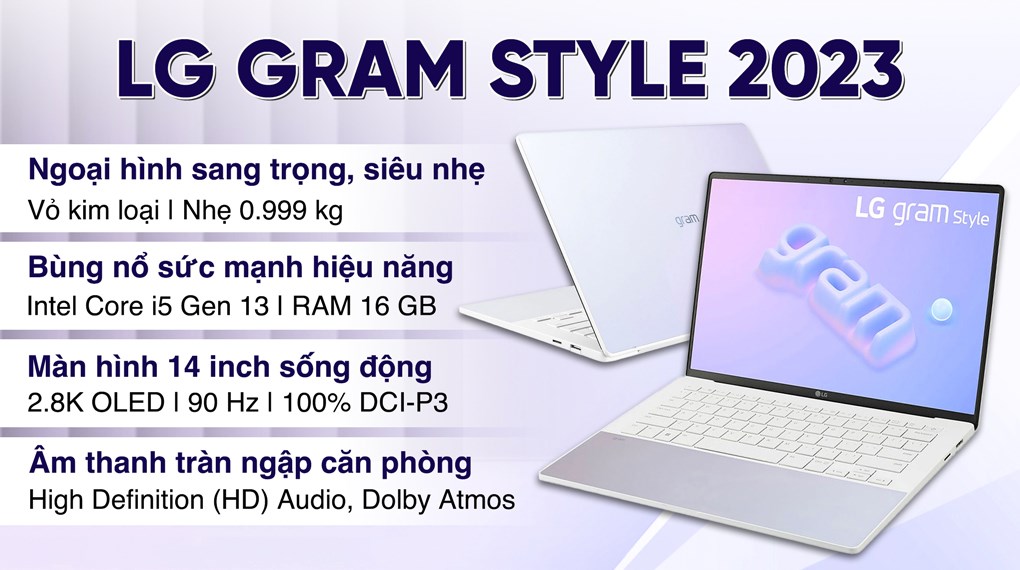 LG GRAM STYLE 2023
Ngoại hình sang trọng, siêu nhẹ
Vỏ kim loại | Nhẹ 0.999 kg
Bùng nổ sức mạnh hiệu năng
Intel Core i5 Gen 13 | RAM 16 GB
Màn hình 14 inch sống động
2.8K OLED | 90 Hz | 100% DCI-P3
Âm thanh tràn ngập căn phòng
High Definition (HD) Audio, Dolby Atmos
gram
LG gram Style
gram
LG